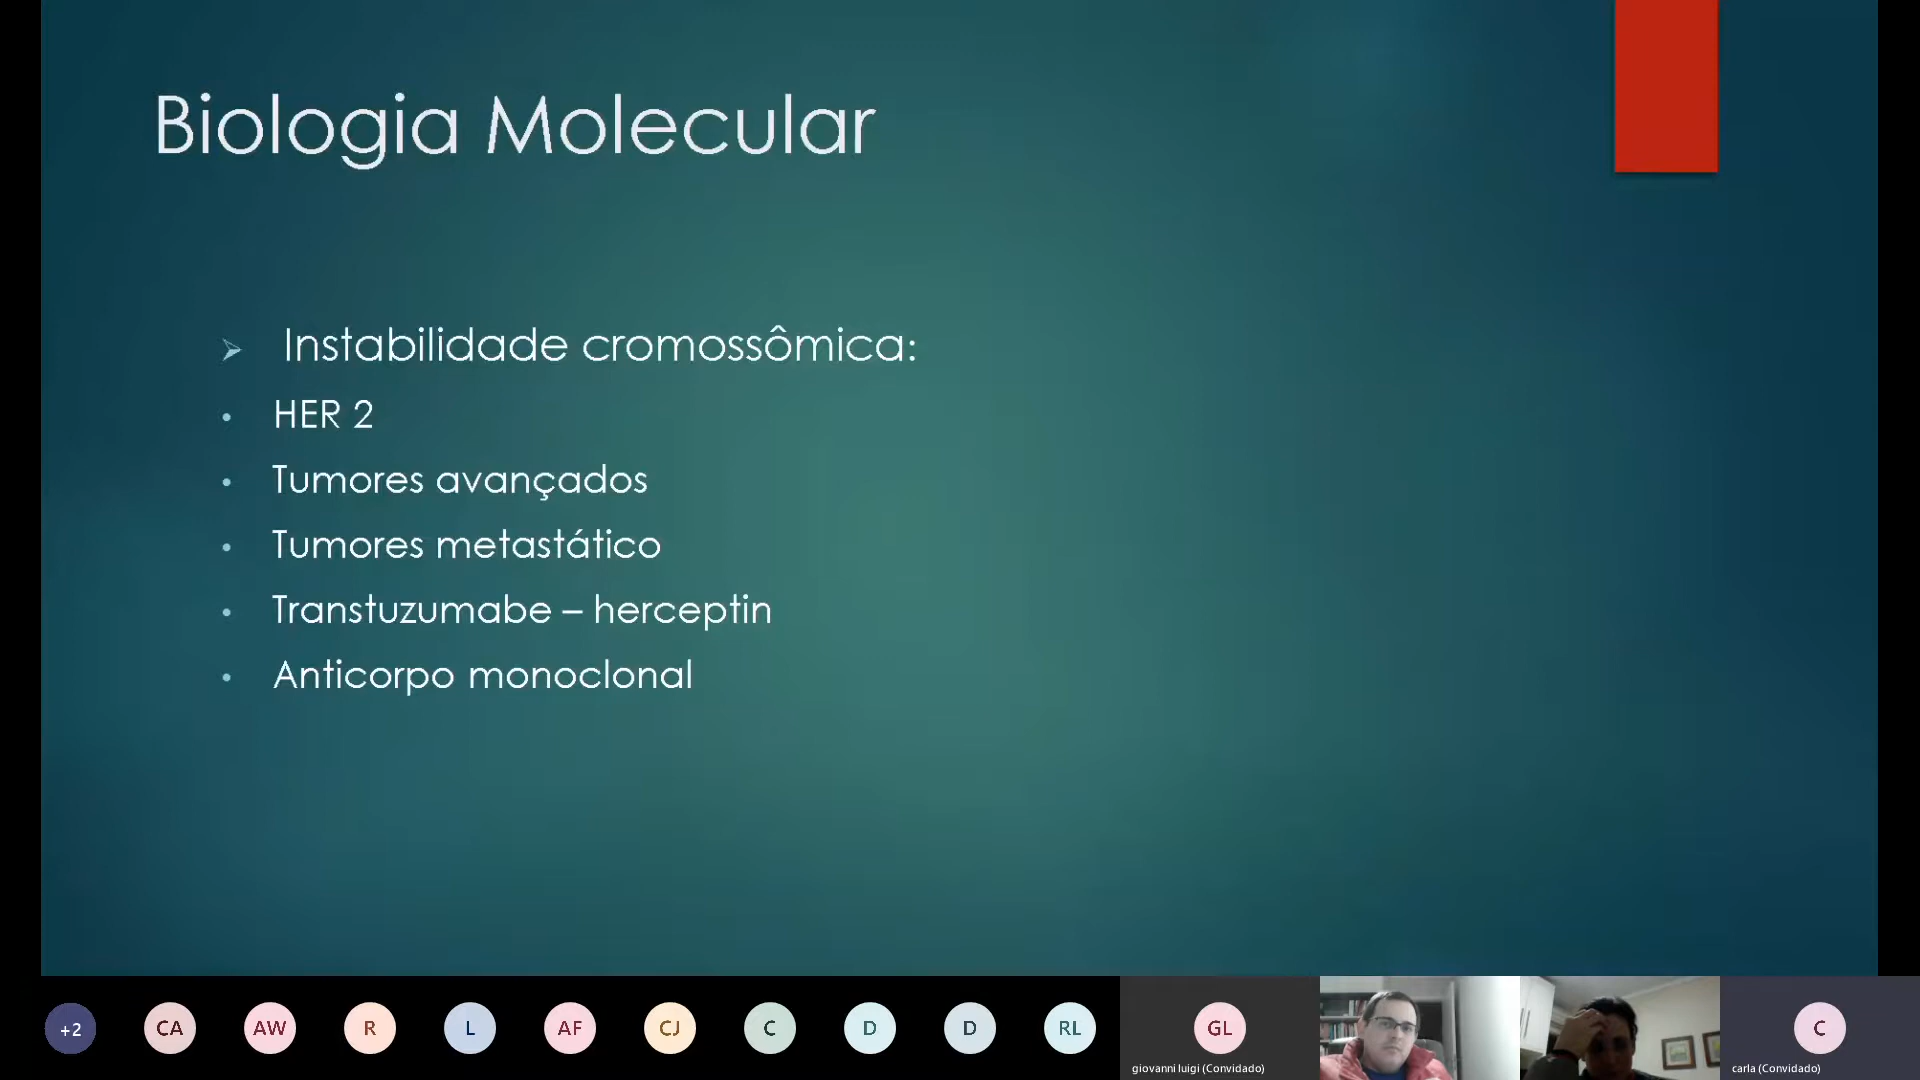 Biologia Molecular
Instabilidade cromossômica:
HER 2
Tumores avançados
Tumores metastático
Transtuzumabe – herceptin
Anticorpo monoclonal
+2 CA AW R L AF CJ C D D RL GL C
giovanni luigi (Convidado) carla (Convidado)